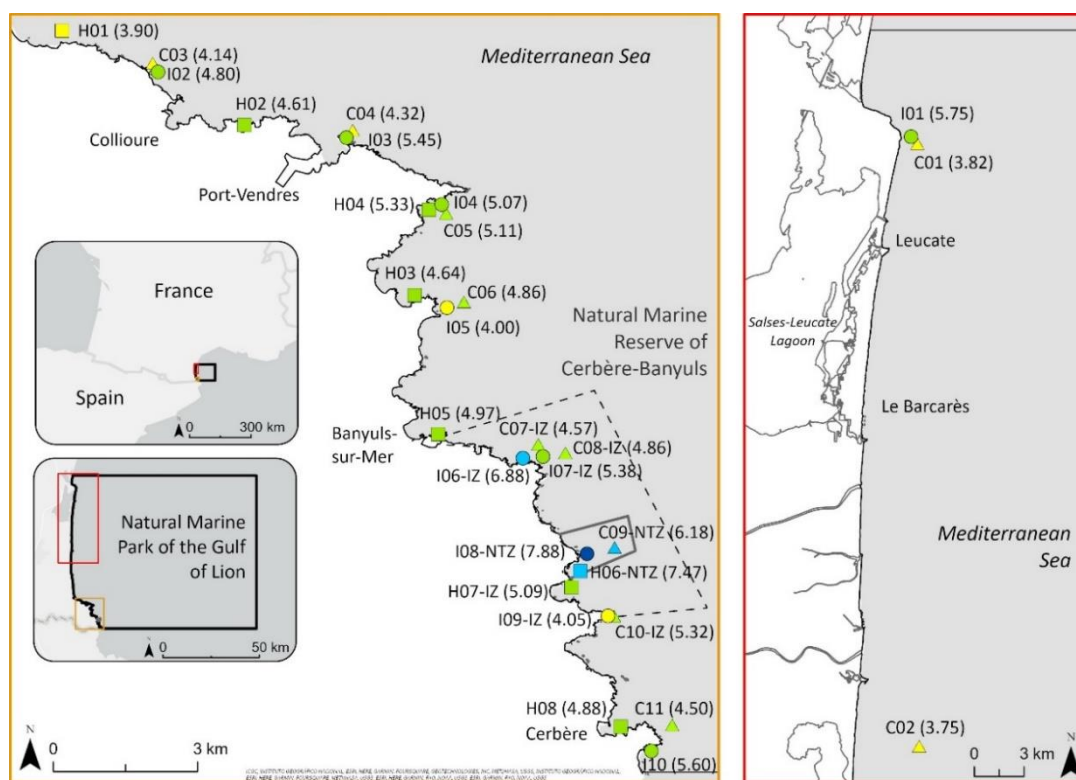 H01 (3.90)
C03 (4.14)
I02 (4.80)
Mediterranean Sea
H02 (4.61)
C04 (4.32)
I03 (5.45)
Collioure
Port-Vendres
H04 (5.33)
I04 (5.07)
C05 (5.11)
H03 (4.64)
C06 (4.86)
I05 (4.00)
Natural Marine
Reserve of
Cerbère-Banyuls
France
Spain
N
0 300 km
H05 (4.97)
Banyuls-
sur-Mer
C07-IZ (4.57)
C08-IZ (4.86)
I07-IZ (5.38)
I06-IZ (6.88)
C09-NTZ (6.18)
I08-NTZ (7.88)
H06-NTZ (7.47)
H07-IZ (5.09)
I09-IZ (4.05)
C10-IZ (5.32)
Natural Marine
Park of the Gulf
of Lion
N
0 50 km
H08 (4.88)
C11 (4.50)
Cerbère
I10 (5.60)
N
0 3 km
I01 (5.75)
C01 (3.82)
Leucate
Salses-Leucate
Lagoon
Le Barcarès
Mediterranean
Sea
C02 (3.75)
N
0 3 km